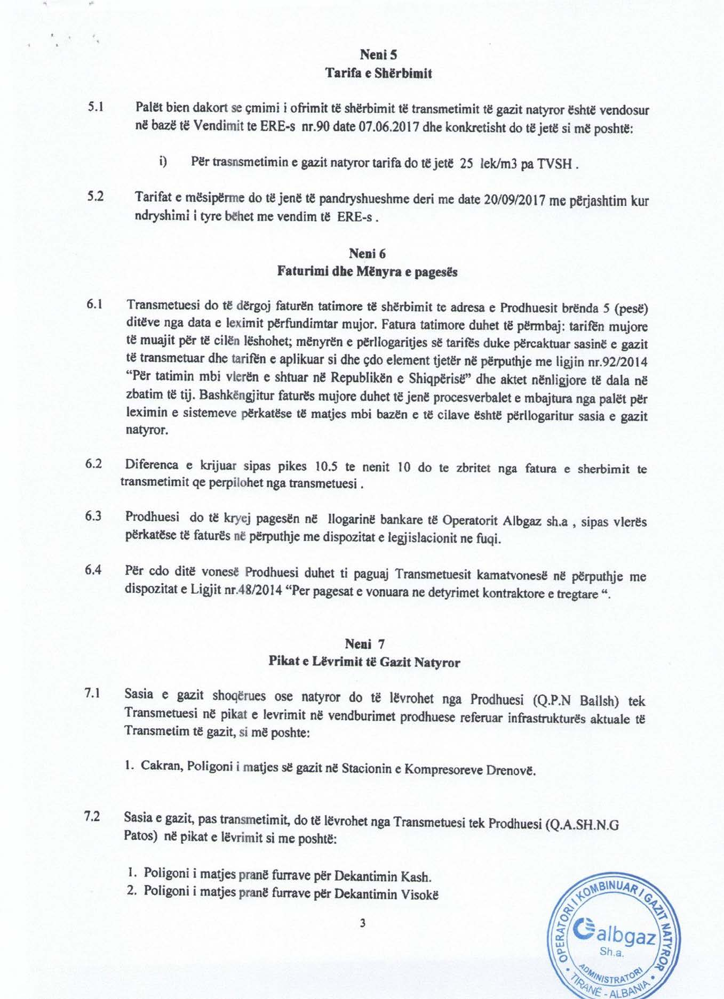 Neni 5
Tarifa e Shërbimit
5.1 Palët bien dakort se çmimi i ofrimit të shërbimit të transmetimit të gazit natyror është vendosur
në bazë të Vendimit te ERE-s nr.90 date 07.06.2017 dhe konkretisht do të jetë si më poshtë:
i) Për trasnsmetimin e gazit natyror tarifa do të jetë 25 lek/m3 pa TVSH .
5.2 Tarifat e mësipërme do të jenë të pandryshueshme deri me date 20/09/2017 me përjashtim kur
ndryshimi i tyre bëhet me vendim të ERE-s .
Neni 6
Faturimi dhe Mënyra e pagesës
6.1 Transmetuesi do të dërgoj faturën tatimore të shërbimit te adresa e Prodhuesit brënda 5 (pesë)
ditëve nga data e leximit përfundimtar mujor. Fatura tatimore duhet të përmbaj: tarifën mujore
të muajit për të cilën lëshohet; mënyrën e përllogaritjes së tarifës duke përcaktuar sasinë e gazit
të transmetuar dhe tarifën e aplikuar si dhe çdo element tjetër në përputhje me ligjin nr.92/2014
“Për tatimin mbi vlerën e shtuar në Republikën e Shiqpërisë” dhe aktet nënligjore të dala në
zbatim të tij. Bashkëngjitur faturës mujore duhet të jenë procesverbalet e mbajtura nga palët për
leximin e sistemeve përkatëse të matjes mbi bazën e të cilave është përllogaritur sasia e gazit
natyror.
6.2 Diferenca e krijuar sipas pikes 10.5 te nenit 10 do te zbritet nga fatura e sherbimit te
transmetimit qe perpilohet nga transmetuesi .
6.3 Prodhuesi do të kryej pagesën në llogarinë bankare të Operatorit Albgaz sh.a , sipas vlerës
përkatëse të faturës në përputhje me dispozitat e legjislacionit ne fuqi.
6.4 Për cdo ditë vonesë Prodhuesi duhet ti paguaj Transmetuesit kamatvonesë në përputhje me
dispozitat e Ligjit nr.48/2014 “Per pagesat e vonuara ne detyrimet kontraktore e tregtare “.
Neni 7
Pikat e Lëvrimit të Gazit Natyror
7.1 Sasia e gazit shoqërues ose natyror do të lëvrohet nga Prodhuesi (Q.P.N Ballsh) tek
Transmetuesi në pikat e levrimit në vendburimet prodhuese referuar infrastrukturës aktuale të
Transmetim të gazit, si më poshte:
1. Cakran, Poligoni i matjes së gazit në Stacionin e Kompresoreve Drenovë.
7.2 Sasia e gazit, pas transmetimit, do të lëvrohet nga Transmetuesi tek Prodhuesi (Q.A.SH.N.G
Patos) në pikat e lëvrimit si me poshtë:
1. Poligoni i matjes pranë furrave për Dekantimin Kash.
2. Poligoni i matjes pranë furrave për Dekantimin Visokë
3
OPERATORI I KOMBINUAR I GAZIT NATYROR
albgaz
Sh.a.
ADMINISTRATORI
TIRANË - ALBANIA